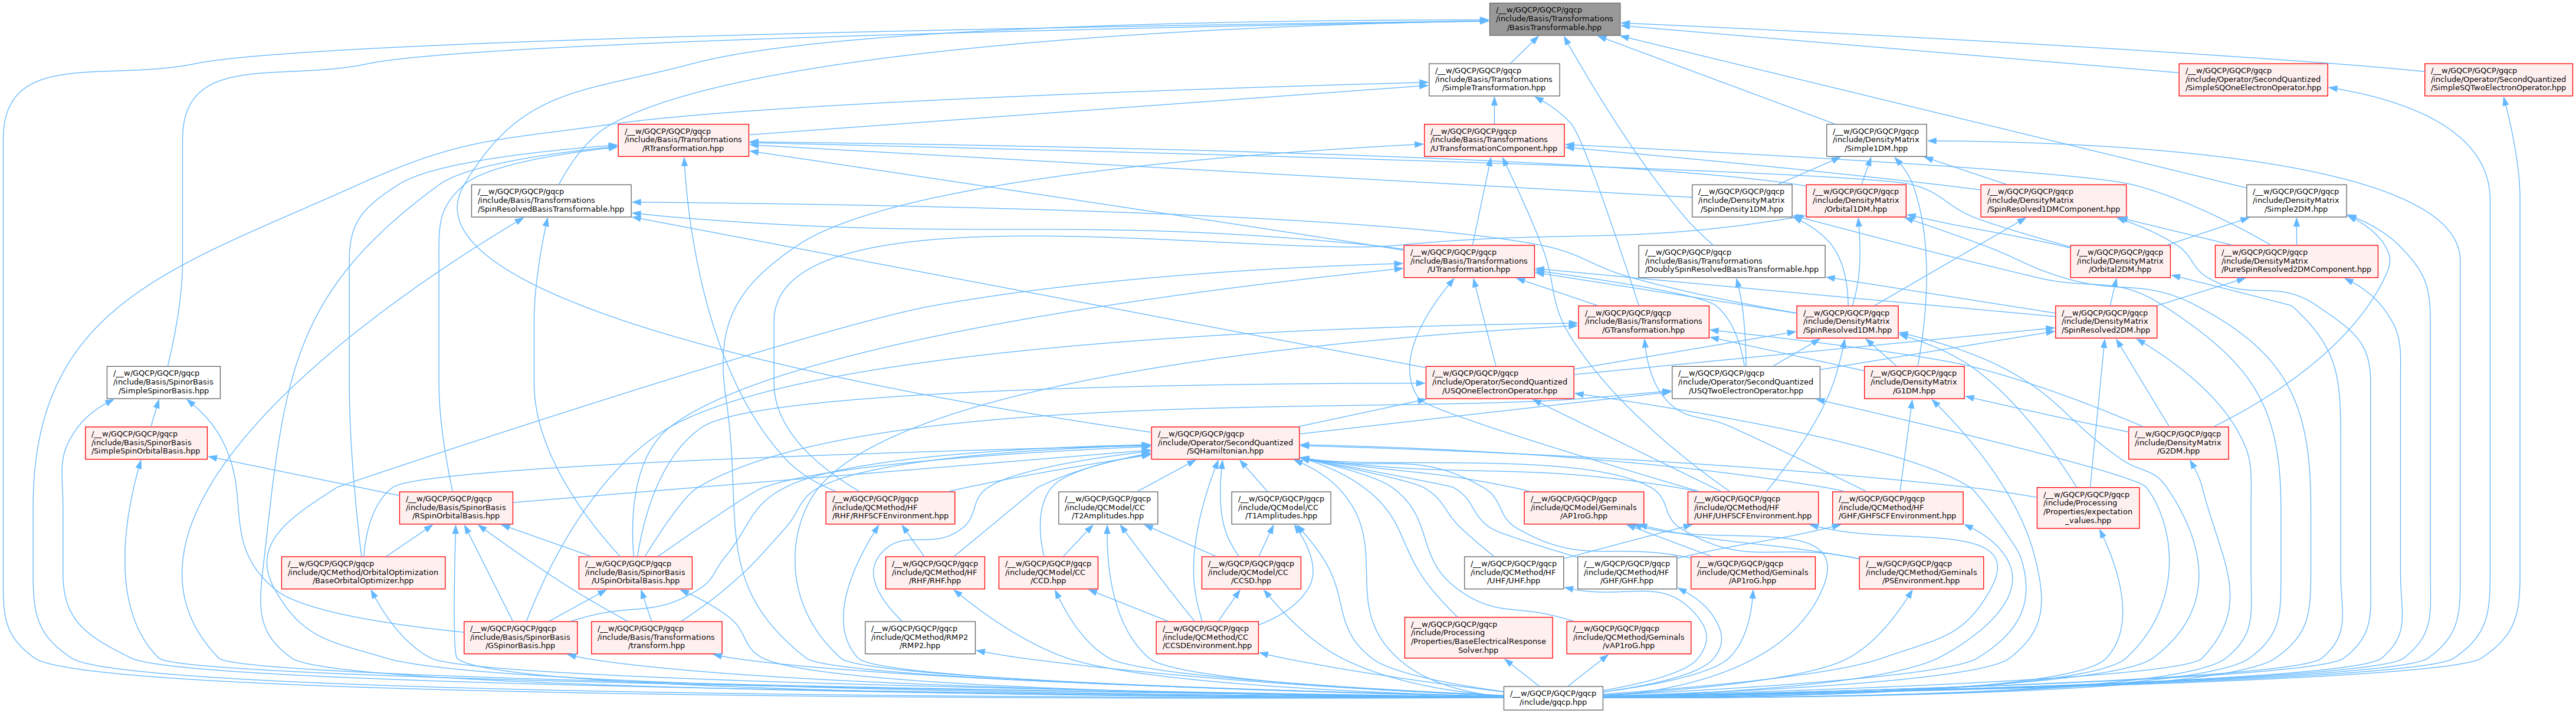 /__w/GQCP/GQCP/gqcp
/include/Basis/Transformations
/BasisTransformable.hpp
/__w/GQCP/GQCP/gqcp
/include/Basis/Transformations
/SimpleTransformation.hpp
/__w/GQCP/GQCP/gqcp
/include/Operator/SecondQuantized
/SimpleSQOneElectronOperator.hpp
/__w/GQCP/GQCP/gqcp
/include/Operator/SecondQuantized
/SimpleSQTwoElectronOperator.hpp
/__w/GQCP/GQCP/gqcp
/include/Basis/Transformations
/RTransformation.hpp
/__w/GQCP/GQCP/gqcp
/include/Basis/Transformations
/UTransformationComponent.hpp
/__w/GQCP/GQCP/gqcp
/include/DensityMatrix
/Simple1DM.hpp
/__w/GQCP/GQCP/gqcp
/include/Basis/Transformations
/SpinResolvedBasisTransformable.hpp
/__w/GQCP/GQCP/gqcp
/include/DensityMatrix
/SpinDensity1DM.hpp
/__w/GQCP/GQCP/gqcp
/include/DensityMatrix
/Orbital1DM.hpp
/__w/GQCP/GQCP/gqcp
/include/DensityMatrix
/SpinResolved1DMComponent.hpp
/__w/GQCP/GQCP/gqcp
/include/DensityMatrix
/Simple2DM.hpp
/__w/GQCP/GQCP/gqcp
/include/Basis/Transformations
/UTransformation.hpp
/__w/GQCP/GQCP/gqcp
/include/Basis/Transformations
/DoublySpinResolvedBasisTransformable.hpp
/__w/GQCP/GQCP/gqcp
/include/DensityMatrix
/Orbital2DM.hpp
/__w/GQCP/GQCP/gqcp
/include/DensityMatrix
/PureSpinResolved2DMComponent.hpp
/__w/GQCP/GQCP/gqcp
/include/Basis/Transformations
/GTransformation.hpp
/__w/GQCP/GQCP/gqcp
/include/DensityMatrix
/SpinResolved1DM.hpp
/__w/GQCP/GQCP/gqcp
/include/DensityMatrix
/SpinResolved2DM.hpp
/__w/GQCP/GQCP/gqcp
/include/Basis/SpinorBasis
/SimpleSpinorBasis.hpp
/__w/GQCP/GQCP/gqcp
/include/Operator/SecondQuantized
/USQOneElectronOperator.hpp
/__w/GQCP/GQCP/gqcp
/include/Operator/SecondQuantized
/USQTwoElectronOperator.hpp
/__w/GQCP/GQCP/gqcp
/include/DensityMatrix
/G1DM.hpp
/__w/GQCP/GQCP/gqcp
/include/Basis/SpinorBasis
/SimpleSpinOrbitalBasis.hpp
/__w/GQCP/GQCP/gqcp
/include/Operator/SecondQuantized
/SQHamiltonian.hpp
/__w/GQCP/GQCP/gqcp
/include/DensityMatrix
/G2DM.hpp
/__w/GQCP/GQCP/gqcp
/include/Basis/SpinorBasis
/RSpinOrbitalBasis.hpp
/__w/GQCP/GQCP/gqcp
/include/QCMethod/HF
/RHF/RHFSCFEnvironment.hpp
/__w/GQCP/GQCP/gqcp
/include/QCModel/CC
/T2Amplitudes.hpp
/__w/GQCP/GQCP/gqcp
/include/QCModel/CC
/T1Amplitudes.hpp
/__w/GQCP/GQCP/gqcp
/include/QCModel/Geminals
/AP1roG.hpp
/__w/GQCP/GQCP/gqcp
/include/QCMethod/HF
/UHF/UHFSCFEnvironment.hpp
/__w/GQCP/GQCP/gqcp
/include/QCMethod/HF
/GHF/GHFSCFEnvironment.hpp
/__w/GQCP/GQCP/gqcp
/include/Processing
/Properties/expectation
_values.hpp
/__w/GQCP/GQCP/gqcp
/include/QCMethod/OrbitalOptimization
/BaseOrbitalOptimizer.hpp
/__w/GQCP/GQCP/gqcp
/include/Basis/SpinorBasis
/USpinOrbitalBasis.hpp
/__w/GQCP/GQCP/gqcp
/include/QCMethod/HF
/RHF/RHF.hpp
/__w/GQCP/GQCP/gqcp
/include/QCModel/CC
/CCD.hpp
/__w/GQCP/GQCP/gqcp
/include/QCModel/CC
/CCSD.hpp
/__w/GQCP/GQCP/gqcp
/include/QCMethod/HF
/UHF/UHF.hpp
/__w/GQCP/GQCP/gqcp
/include/QCMethod/HF
/GHF/GHF.hpp
/__w/GQCP/GQCP/gqcp
/include/QCMethod/Geminals
/AP1roG.hpp
/__w/GQCP/GQCP/gqcp
/include/QCMethod/Geminals
/PSEnvironment.hpp
/__w/GQCP/GQCP/gqcp
/include/Basis/SpinorBasis
/GSpinorBasis.hpp
/__w/GQCP/GQCP/gqcp
/include/Basis/Transformations
/transform.hpp
/__w/GQCP/GQCP/gqcp
/include/QCMethod/RMP2
/RMP2.hpp
/__w/GQCP/GQCP/gqcp
/include/QCMethod/CC
/CCSDEnvironment.hpp
/__w/GQCP/GQCP/gqcp
/include/Processing
/Properties/BaseElectricalResponse
Solver.hpp
/__w/GQCP/GQCP/gqcp
/include/QCMethod/Geminals
/vAP1roG.hpp
/__w/GQCP/GQCP/gqcp
/include/gqcp.hpp